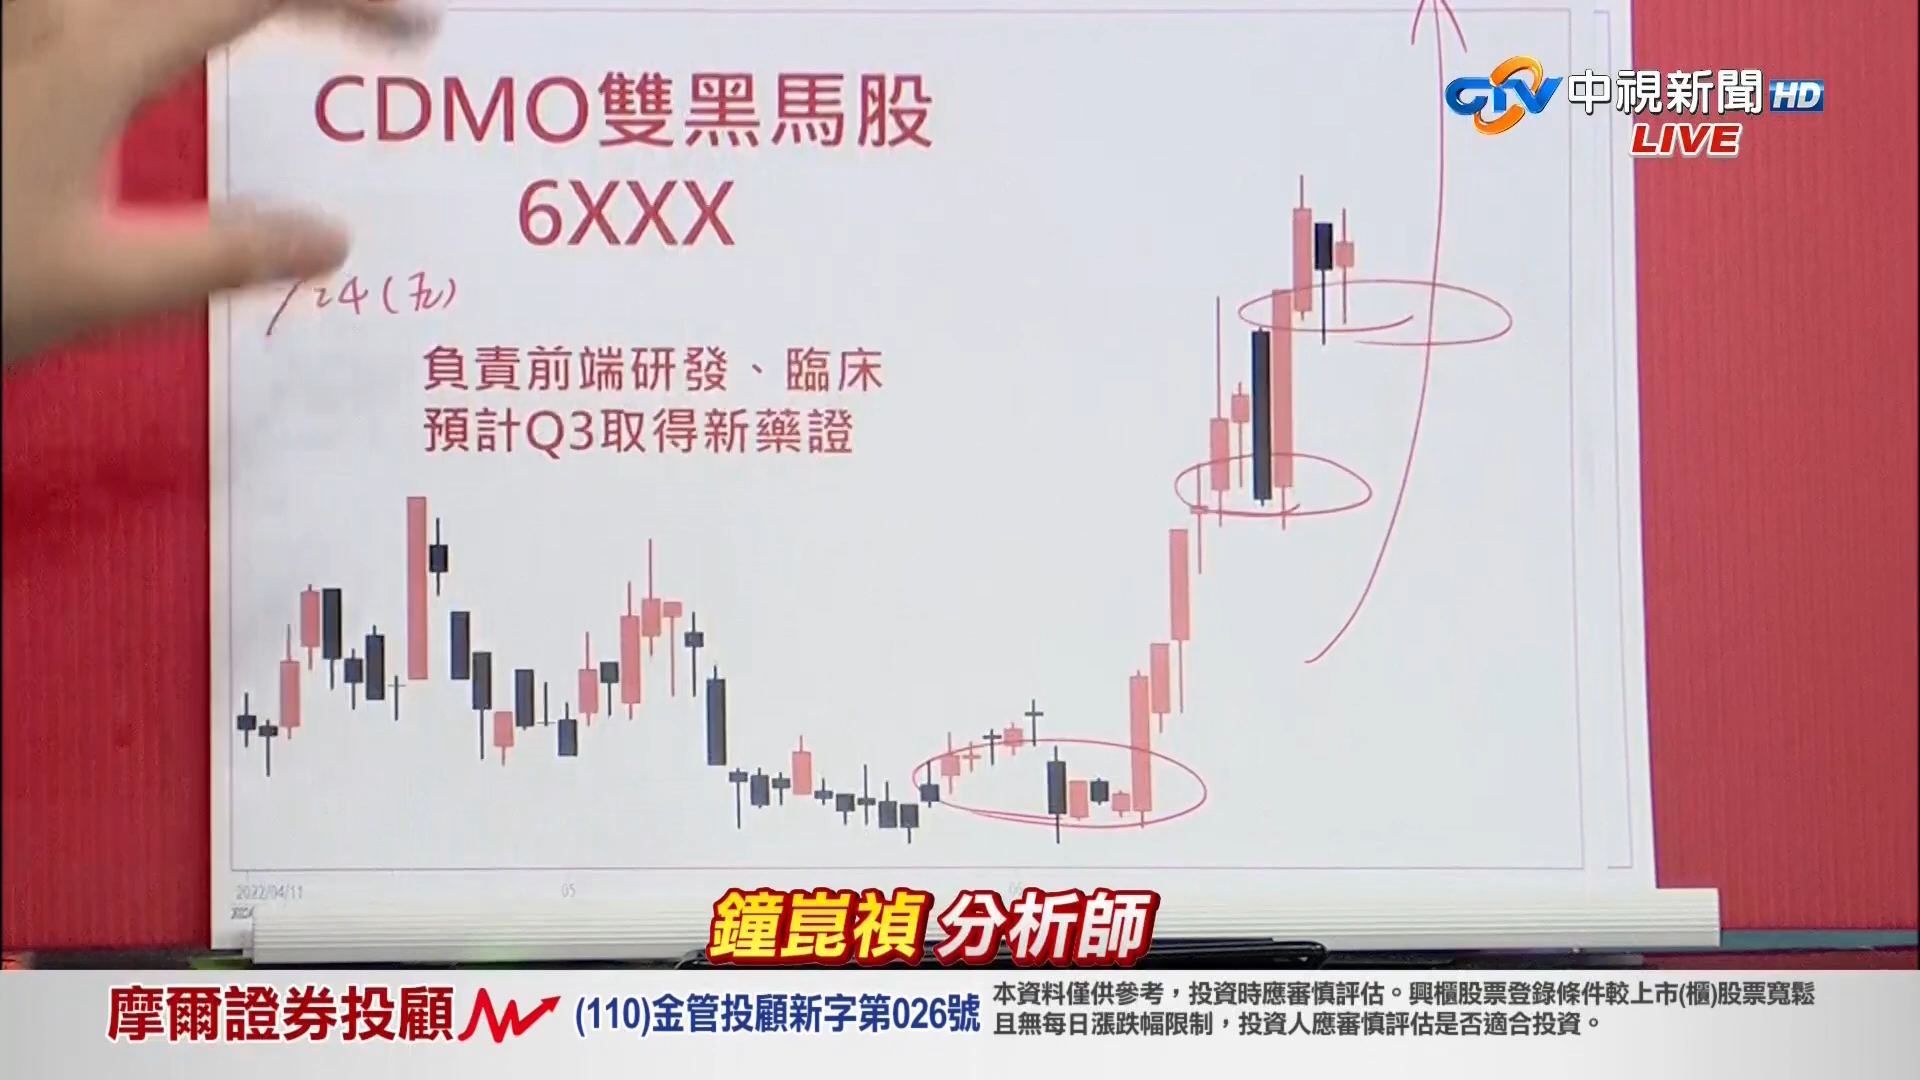 CDMO雙黑馬股
6XXX
24(五)
負責前端研發、臨床
預計Q3取得新藥證
CTV 中視新聞 HD
LIVE
2022/04/11
05
鐘崑禎 分析師
摩爾證券投顧
(110)金管投顧新字第026號
本資料僅供參考，投資時應審慎評估。興櫃股票登錄條件較上市(櫃)股票寬鬆
且無每日漲跌幅限制，投資人應審慎評估是否適合投資。